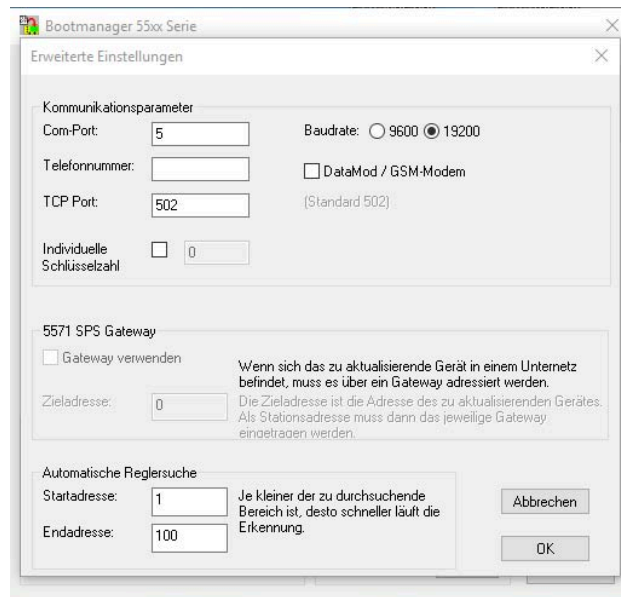 Bootmanager 55xx Serie
Erweiterte Einstellungen
Kommunikationsparameter
Com-Port: 5 Baudrate: 9600 19200
Telefonnummer: DataMod / GSM-Modem
TCP Port: 502 (Standard 502)
Individuelle
Schlüsselzahl 0
5571 SPS Gateway
Gateway verwenden
Wenn sich das zu aktualisierende Gerät in einem Unternetz
befindet, muss es über ein Gateway adressiert werden.
Zieladresse: 0
Die Zieladresse ist die Adresse des zu aktualisierenden Gerätes.
Als Stationsadresse muss dann das jeweilige Gateway
eingetragen werden.
Automatische Reglersuche
Startadresse: 1
Endadresse: 100
Je kleiner der zu durchsuchende
Bereich ist, desto schneller läuft die
Erkennung.
Abbrechen
OK